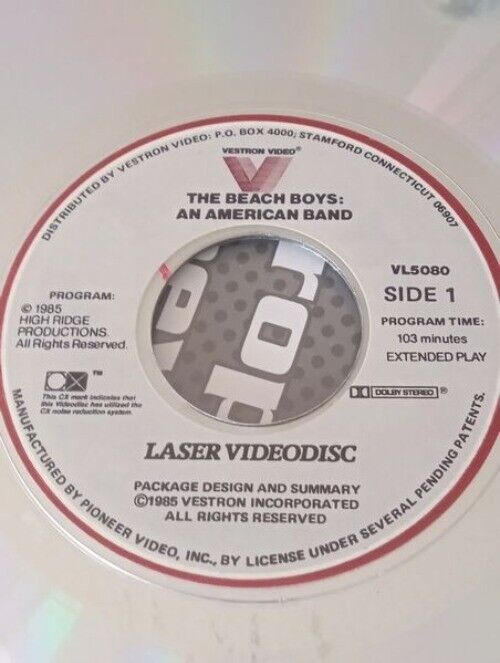 DISTRIBUTED BY VESTRON VIDEO: P.O. BOX 4000; STAMFORD CONNECTICUT 06907
VESTRON VIDEO®
V
THE BEACH BOYS:
AN AMERICAN BAND
PROGRAM:
© 1985
HIGH RIDGE
PRODUCTIONS.
All Rights Reserved.
VL5080
SIDE 1
PROGRAM TIME:
103 minutes
EXTENDED PLAY
CX™
This CX mark indicates that
this Videodisc has utilized the
CX noise reduction system.
DOLBY STEREO®
rop
LASER VIDEODISC
PACKAGE DESIGN AND SUMMARY
©1985 VESTRON INCORPORATED
ALL RIGHTS RESERVED
MANUFACTURED BY PIONEER VIDEO, INC., BY LICENSE UNDER SEVERAL PENDING PATENTS.